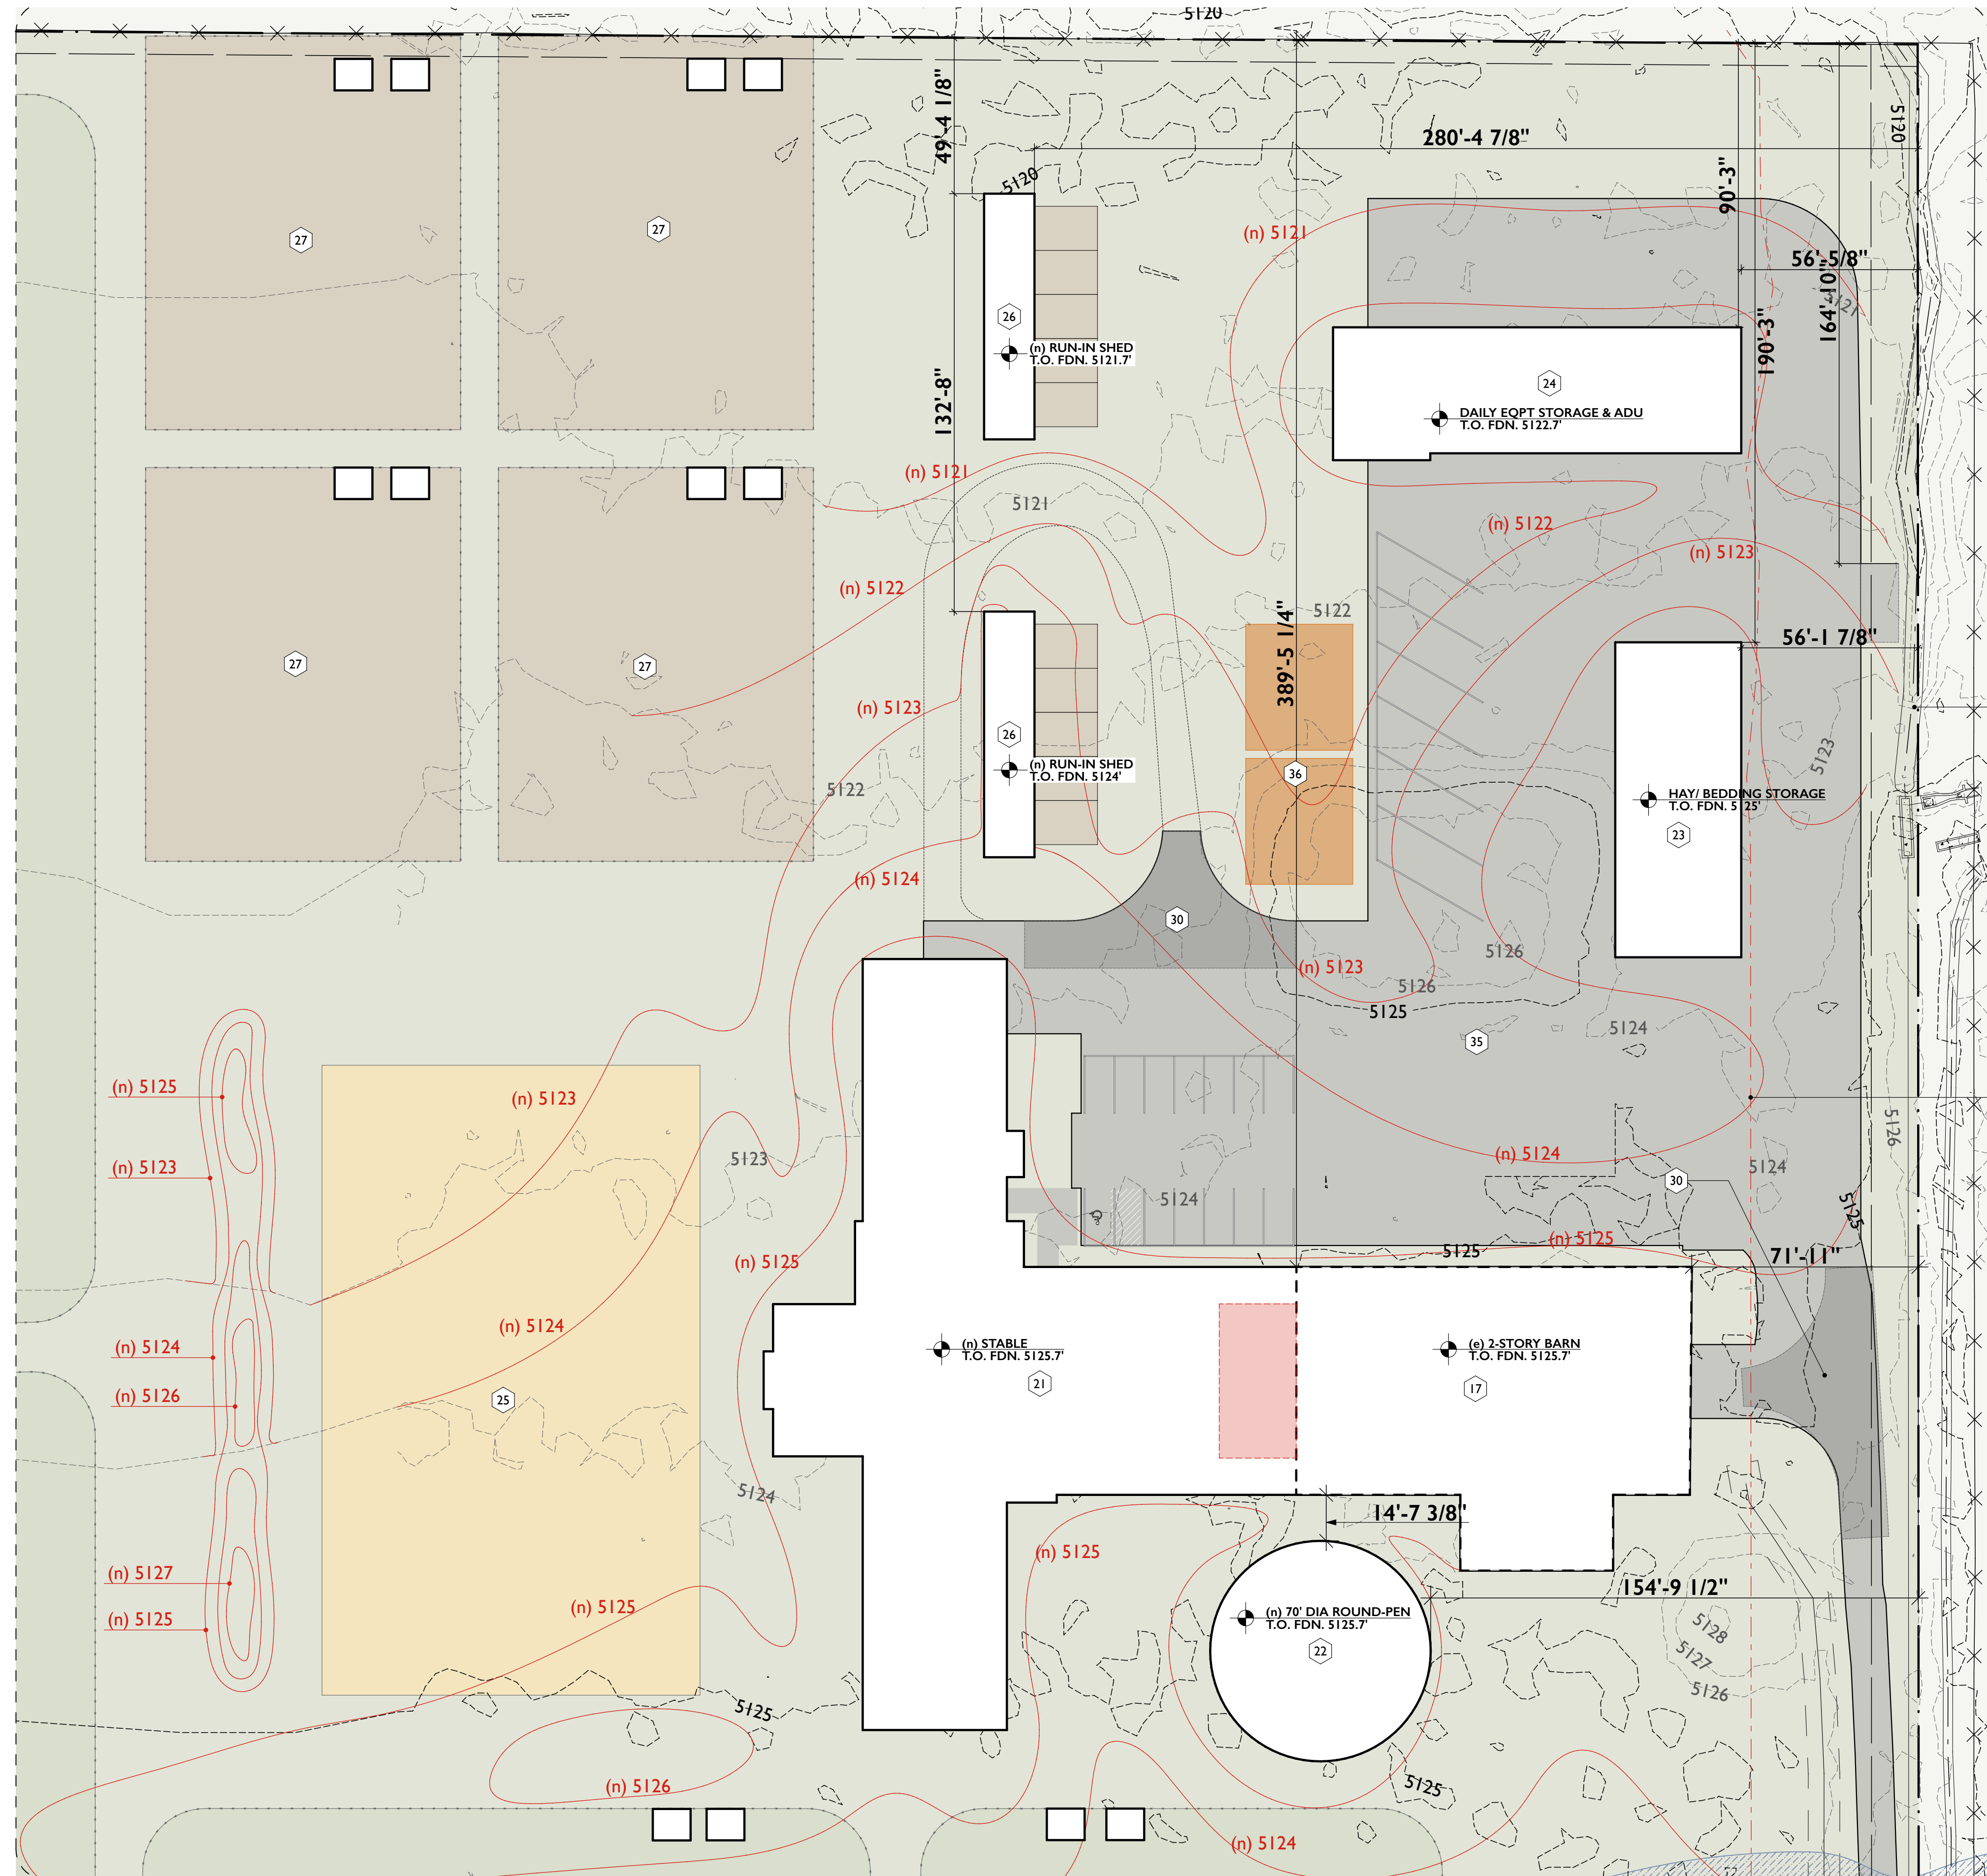 5120
49'-4 1/8"
280'-4 7/8"
5120
5120
90'-3"
27
27
(n) 5121
56'-5/8"
164'-10"
5121
26
190'-3"
(n) RUN-IN SHED
T.O. FDN. 5121.7'
132'-8"
24
DAILY EQPT STORAGE & ADU
T.O. FDN. 5122.7'
(n) 5121
5121
(n) 5122
(n) 5123
(n) 5122
5122
389'-5 1/4"
56'-1 7/8"
27
27
(n) 5123
26
(n) RUN-IN SHED
T.O. FDN. 5124'
5123
36
5122
HAY/ BEDDING STORAGE
T.O. FDN. 5125'
23
(n) 5124
30
5126
(n) 5123
5126
5125
5124
35
(n) 5125
(n) 5123
5126
(n) 5123
5123
(n) 5124
5124
30
5124
5125
(n) 5125
5125
(n) 5125
71'-11"
(n) 5124
(n) 5124
(n) STABLE
T.O. FDN. 5125.7'
21
(e) 2-STORY BARN
T.O. FDN. 5125.7'
17
(n) 5126
25
5124
14'-7 3/8"
(n) 5125
(n) 5127
154'-9 1/2"
(n) 5125
(n) 5125
(n) 70' DIA ROUND-PEN
T.O. FDN. 5125.7'
22
5128
5127
5126
5125
(n) 5126
5125
(n) 5124